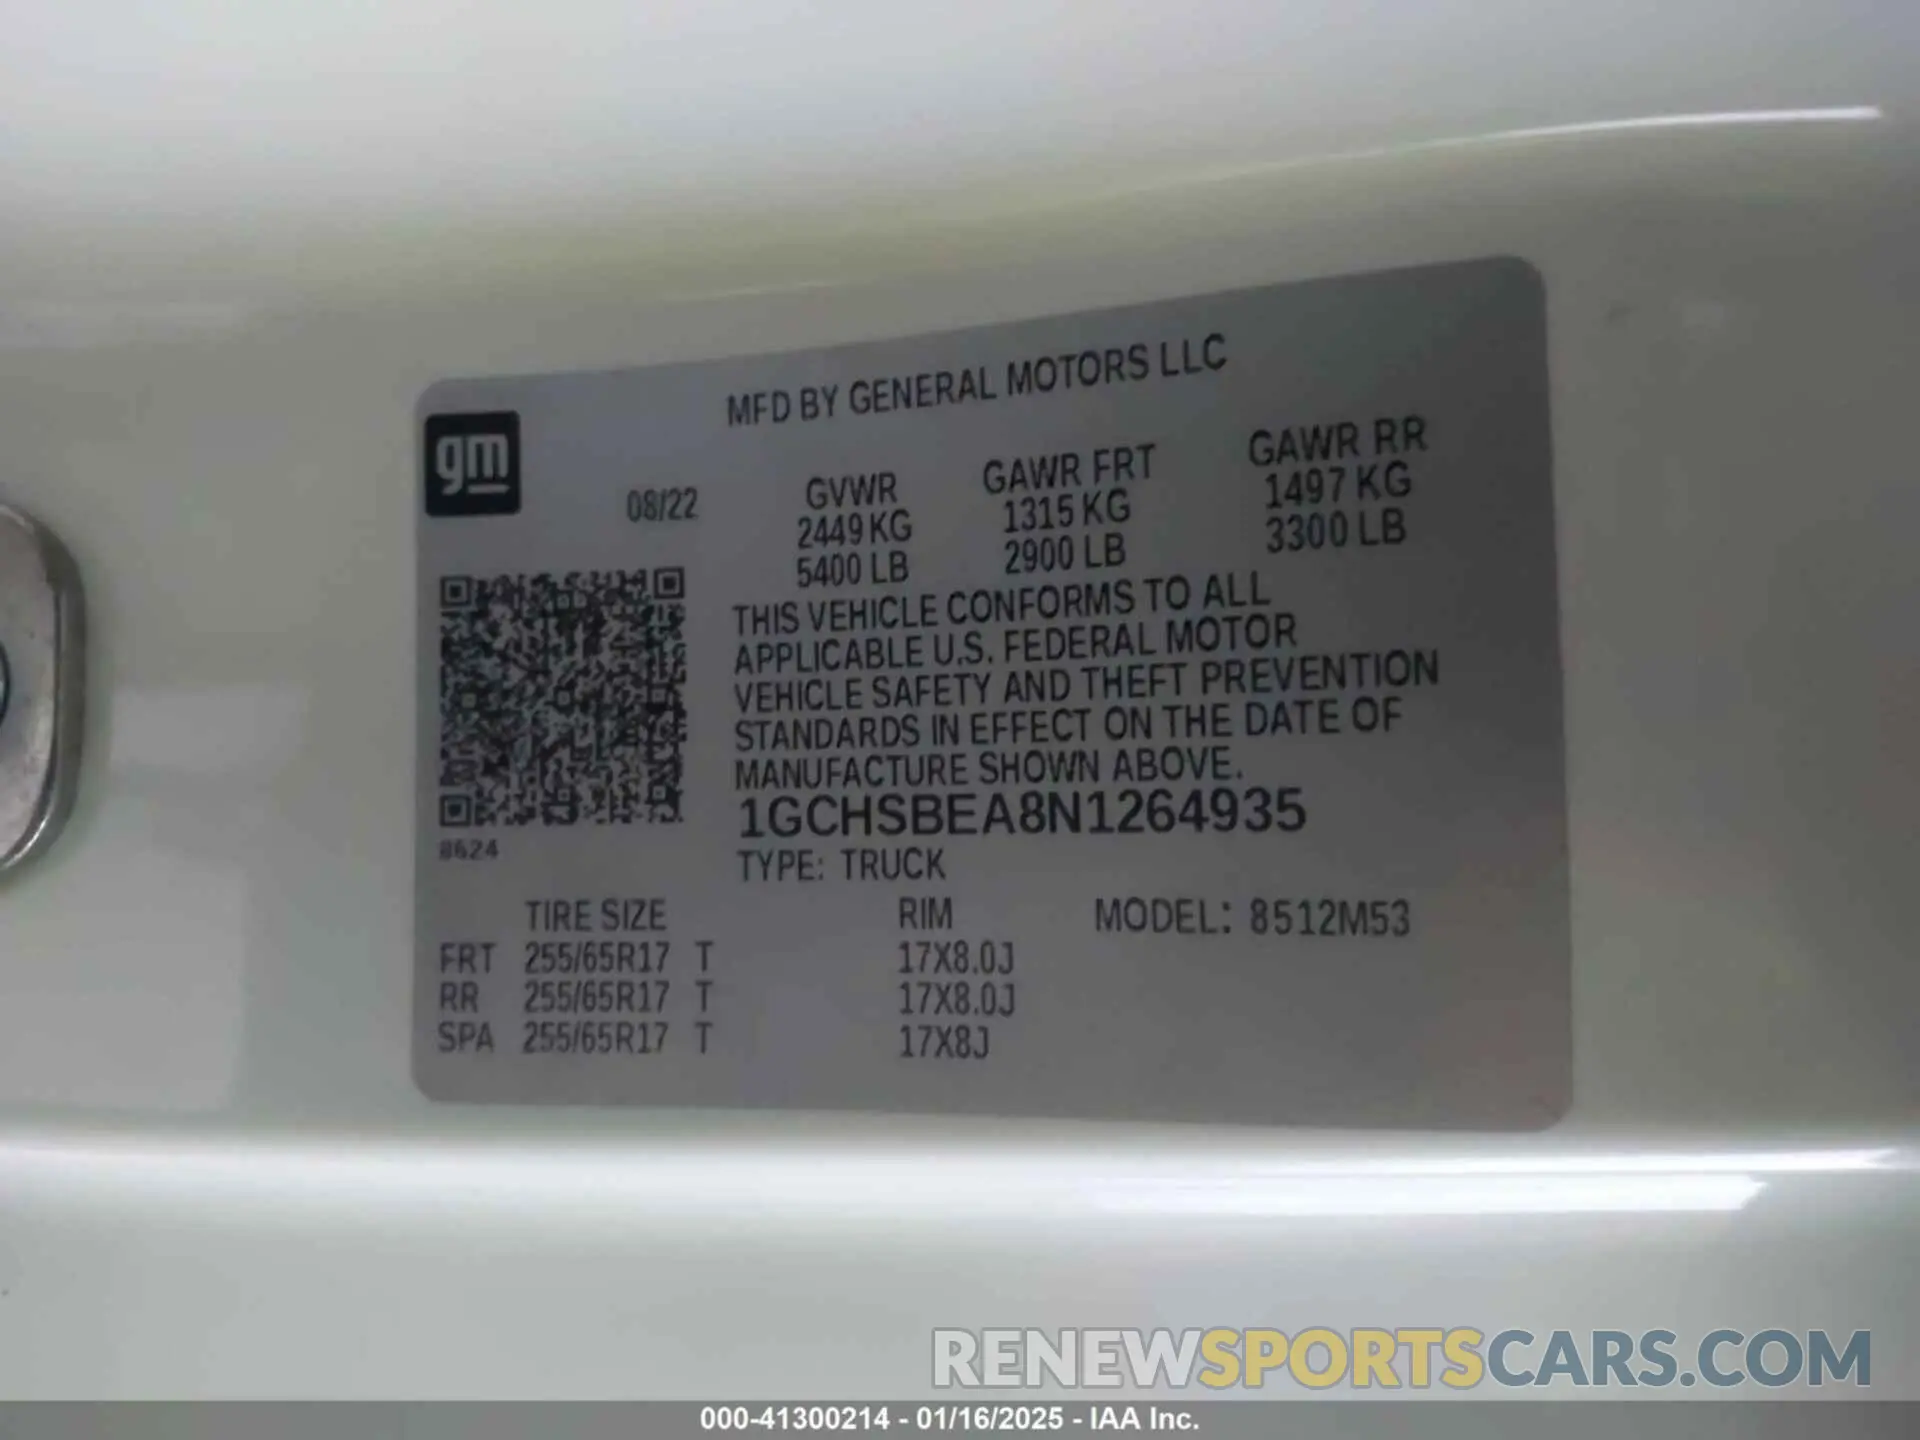 MFD BY GENERAL MOTORS LLC
gm
08/22
GVWR GAWR FRT GAWR RR
2449 KG 1315 KG 1497 KG
5400 LB 2900 LB 3300 LB
THIS VEHICLE CONFORMS TO ALL
APPLICABLE U.S. FEDERAL MOTOR
VEHICLE SAFETY AND THEFT PREVENTION
STANDARDS IN EFFECT ON THE DATE OF
MANUFACTURE SHOWN ABOVE.
1GCHSBEA8N1264935
8624
TYPE: TRUCK
TIRE SIZE RIM MODEL: 8512M53
FRT 255/65R17 T 17X8.0J
RR 255/65R17 T 17X8.0J
SPA 255/65R17 T 17X8J
RENEWSPORTSCARS.COM
000-41300214 - 01/16/2025 - IAA Inc.